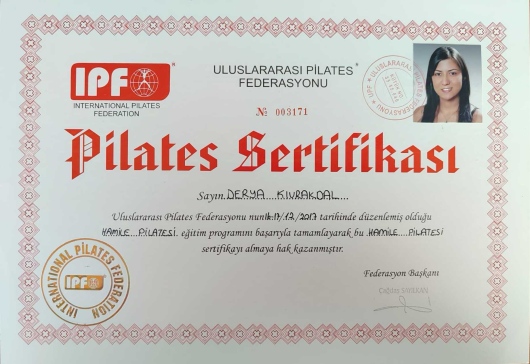 IPF
INTERNATIONAL PILATES
FEDERATION
ULUSLARARASI PİLATES
FEDERASYONU
№ 003171
Pilates Sertifikası
Sayın, DERYA....KIVRAKDAL...
Uluslararası Pilates Federasyonu nun /12/2017 tarihinde düzenlemiş olduğu
HAMİLE...PİLATESİ. eğitim programını başarıyla tamamlayarak bu HAMİLE....PİLATESİ
sertifikayı almaya hak kazanmıştır.
Federasyon Başkanı
INTERNATIONAL PİLATES FEDERATION
IPF